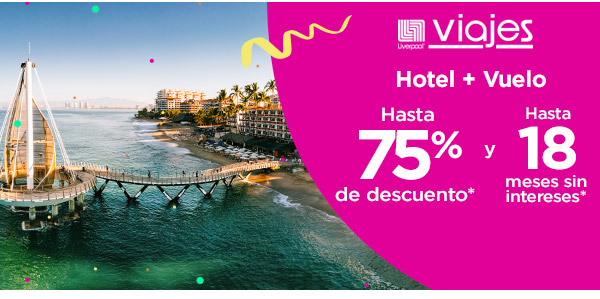 Liverpool
viajes
Hotel + Vuelo
Hasta
75%
de descuento*
y
Hasta
18
meses sin
intereses*